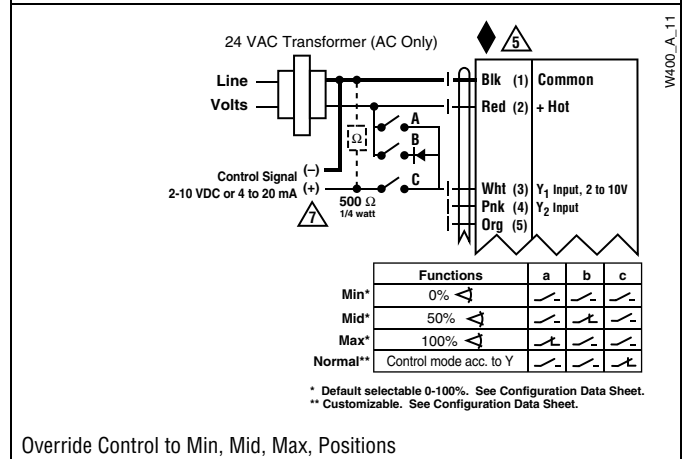 W400_A_11
24 VAC Transformer (AC Only)
5
Line
Volts
Blk (1) Common
Red (2) + Hot
A
Ω
B
C
Control Signal (–)
2-10 VDC or 4 to 20 mA (+)
7
500 Ω
1/4 watt
Wht (3) Y₁ Input, 2 to 10V
Pnk (4) Y₂ Input
Org (5)
Functions a b c
Min* 0%
Mid* 50%
Max* 100%
Normal** Control mode acc. to Y
* Default selectable 0-100%. See Configuration Data Sheet.
** Customizable. See Configuration Data Sheet.
Override Control to Min, Mid, Max, Positions